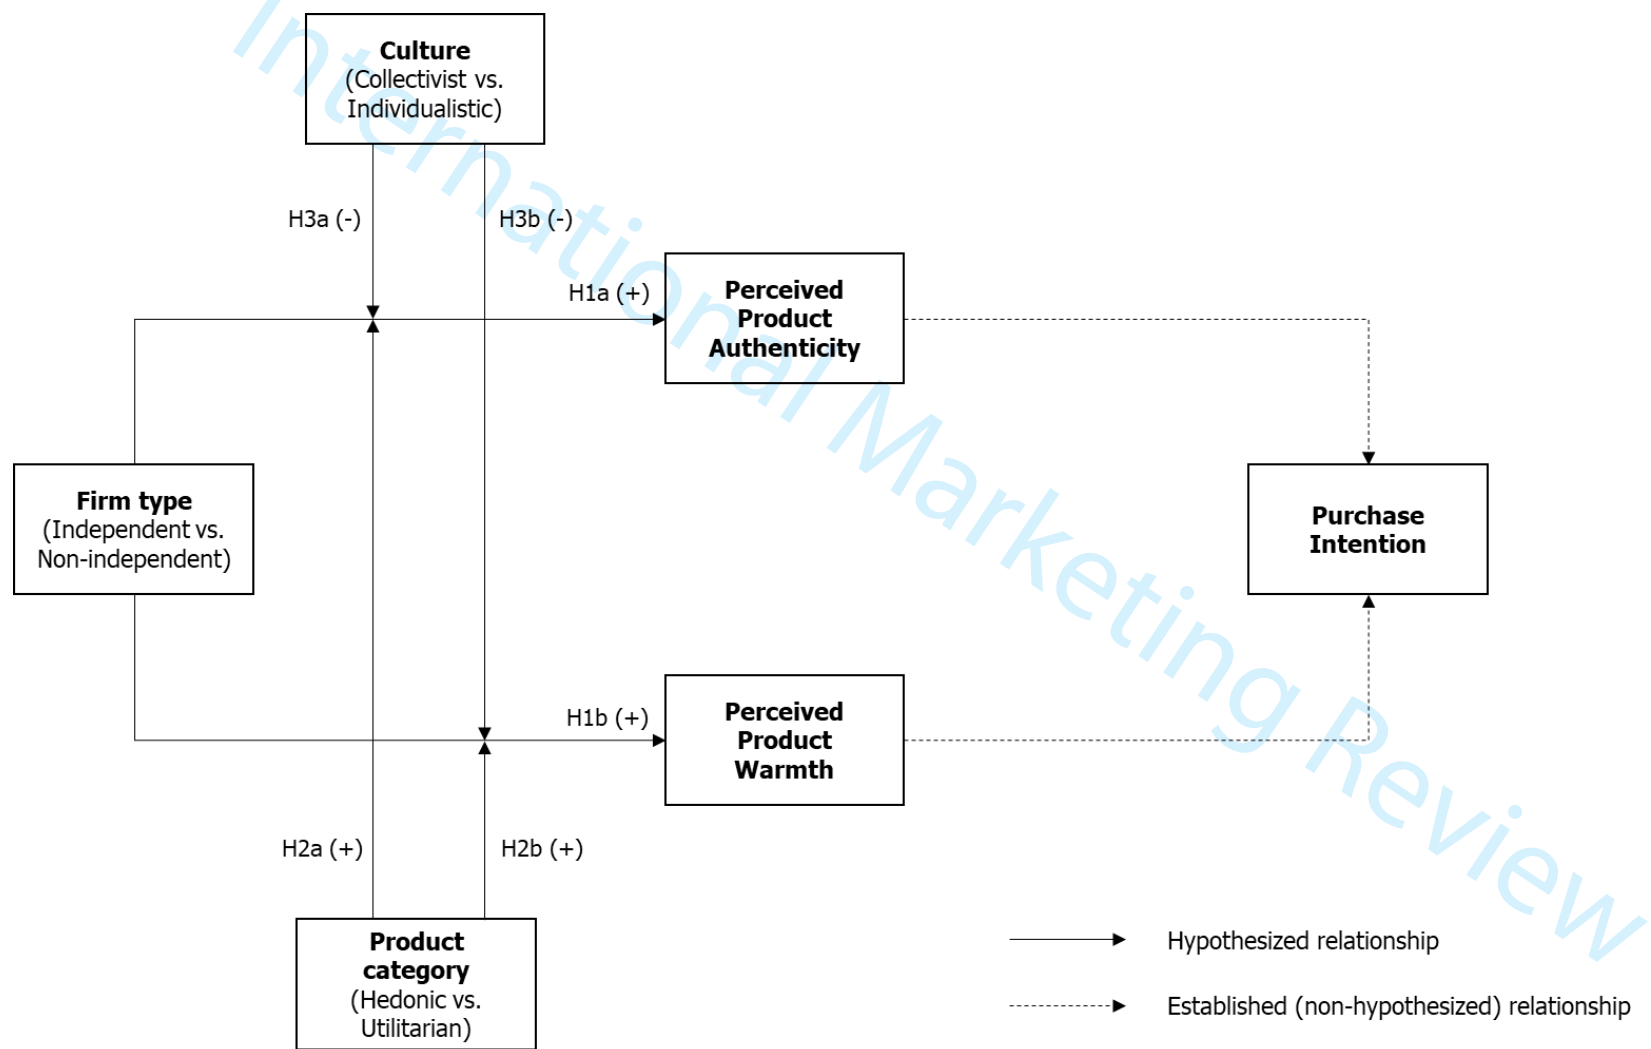 Culture
(Collectivist vs.
Individualistic)
H3a (-)
H3b (-)
H1a (+)
Perceived
Product
Authenticity
Firm type
(Independent vs.
Non-independent)
Purchase
Intention
H1b (+)
Perceived
Product
Warmth
H2a (+)
H2b (+)
Product
category
(Hedonic vs.
Utilitarian)
Hypothesized relationship
Established (non-hypothesized) relationship
International Marketing Review